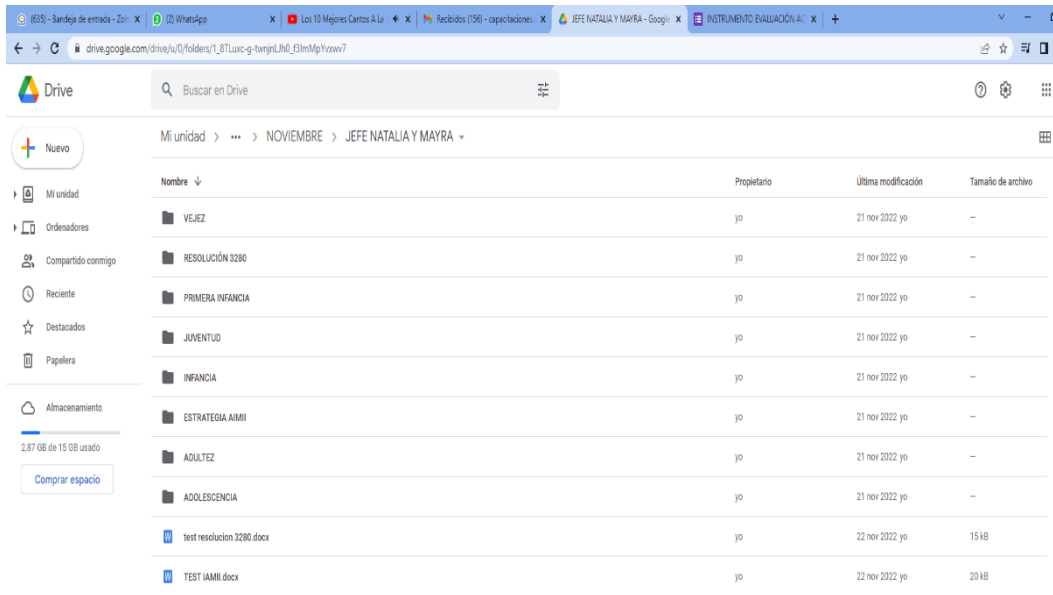 (635) - Bandeja de entrada - Zoh X (2) WhatsApp X Los 10 Mejores Cantos A La X Recibidos (156) - capacitaciones. X JEFE NATALIA Y MAYRA - Google X INSTRUMENTO EVALUACIÓN AC X +
drive.google.com/drive/u/0/folders/
Drive Buscar en Drive
Nuevo Mi unidad > ••• > NOVIEMBRE > JEFE NATALIA Y MAYRA
Nombre Propietario Última modificación Tamaño de archivo
Mi unidad
Ordenadores
Compartido conmigo
Reciente
Destacados
Papelera
Almacenamiento
2,87 GB de 15 GB usado
Comprar espacio
VEJEZ yo 21 nov 2022 yo –
RESOLUCIÓN 3280 yo 21 nov 2022 yo –
PRIMERA INFANCIA yo 21 nov 2022 yo –
JUVENTUD yo 21 nov 2022 yo –
INFANCIA yo 21 nov 2022 yo –
ESTRATEGIA AIMII yo 21 nov 2022 yo –
ADULTEZ yo 21 nov 2022 yo –
ADOLESCENCIA yo 21 nov 2022 yo –
W test resolucion 3280.docx yo 22 nov 2022 yo 15 kB
W TEST IAMII.docx yo 22 nov 2022 yo 20 kB